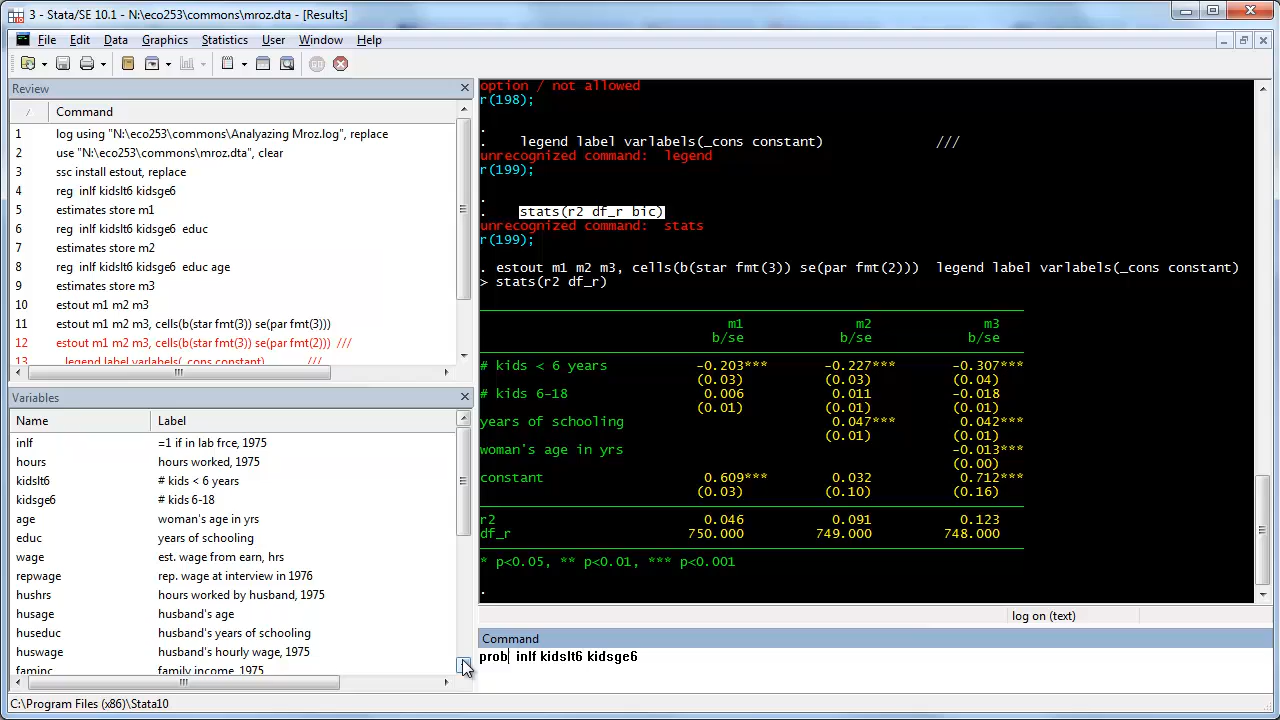 3 - Stata/SE 10.1 - N:\eco253\commons\mroz.dta - [Results]
File Edit Data Graphics Statistics User Window Help
Review
Command
1 log using "N:\eco253\commons\Analyazing Mroz.log", replace
2 use "N:\eco253\commons\mroz.dta", clear
3 ssc install estout, replace
4 reg inlf kidslt6 kidsge6
5 estimates store m1
6 reg inlf kidslt6 kidsge6 educ
7 estimates store m2
8 reg inlf kidslt6 kidsge6 educ age
9 estimates store m3
10 estout m1 m2 m3
11 estout m1 m2 m3, cells(b(star fmt(3)) se(par fmt(3)))
12 estout m1 m2 m3, cells(b(star fmt(3)) se(par fmt(2))) ///
13 legend label varlabels(_cons constant) ///
Variables
Name Label
inlf =1 if in lab frce, 1975
hours hours worked, 1975
kidslt6 # kids < 6 years
kidsge6 # kids 6-18
age woman's age in yrs
educ years of schooling
wage est. wage from earn, hrs
repwage rep. wage at interview in 1976
hushrs hours worked by husband, 1975
husage husband's age
huseduc husband's years of schooling
huswage husband's hourly wage, 1975
faminc family income, 1975
option / not allowed
r(198);
.
. legend label varlabels(_cons constant) ///
unrecognized command: legend
r(199);
.
. stats(r2 df_r bic)
unrecognized command: stats
r(199);
. estout m1 m2 m3, cells(b(star fmt(3)) se(par fmt(2))) legend label varlabels(_cons constant)
> stats(r2 df_r)
m1 m2 m3
b/se b/se b/se
# kids < 6 years -0.203*** -0.227*** -0.307***
(0.03) (0.03) (0.04)
# kids 6-18 0.006 0.011 -0.018
(0.01) (0.01) (0.01)
years of schooling 0.047*** 0.042***
(0.01) (0.01)
woman's age in yrs -0.013***
(0.00)
constant 0.609*** 0.032 0.712***
(0.03) (0.10) (0.16)
r2 0.046 0.091 0.123
df_r 750.000 749.000 748.000
* p<0.05, ** p<0.01, *** p<0.001
.
log on (text)
Command
prob inlf kidslt6 kidsge6
C:\Program Files (x86)\Stata10